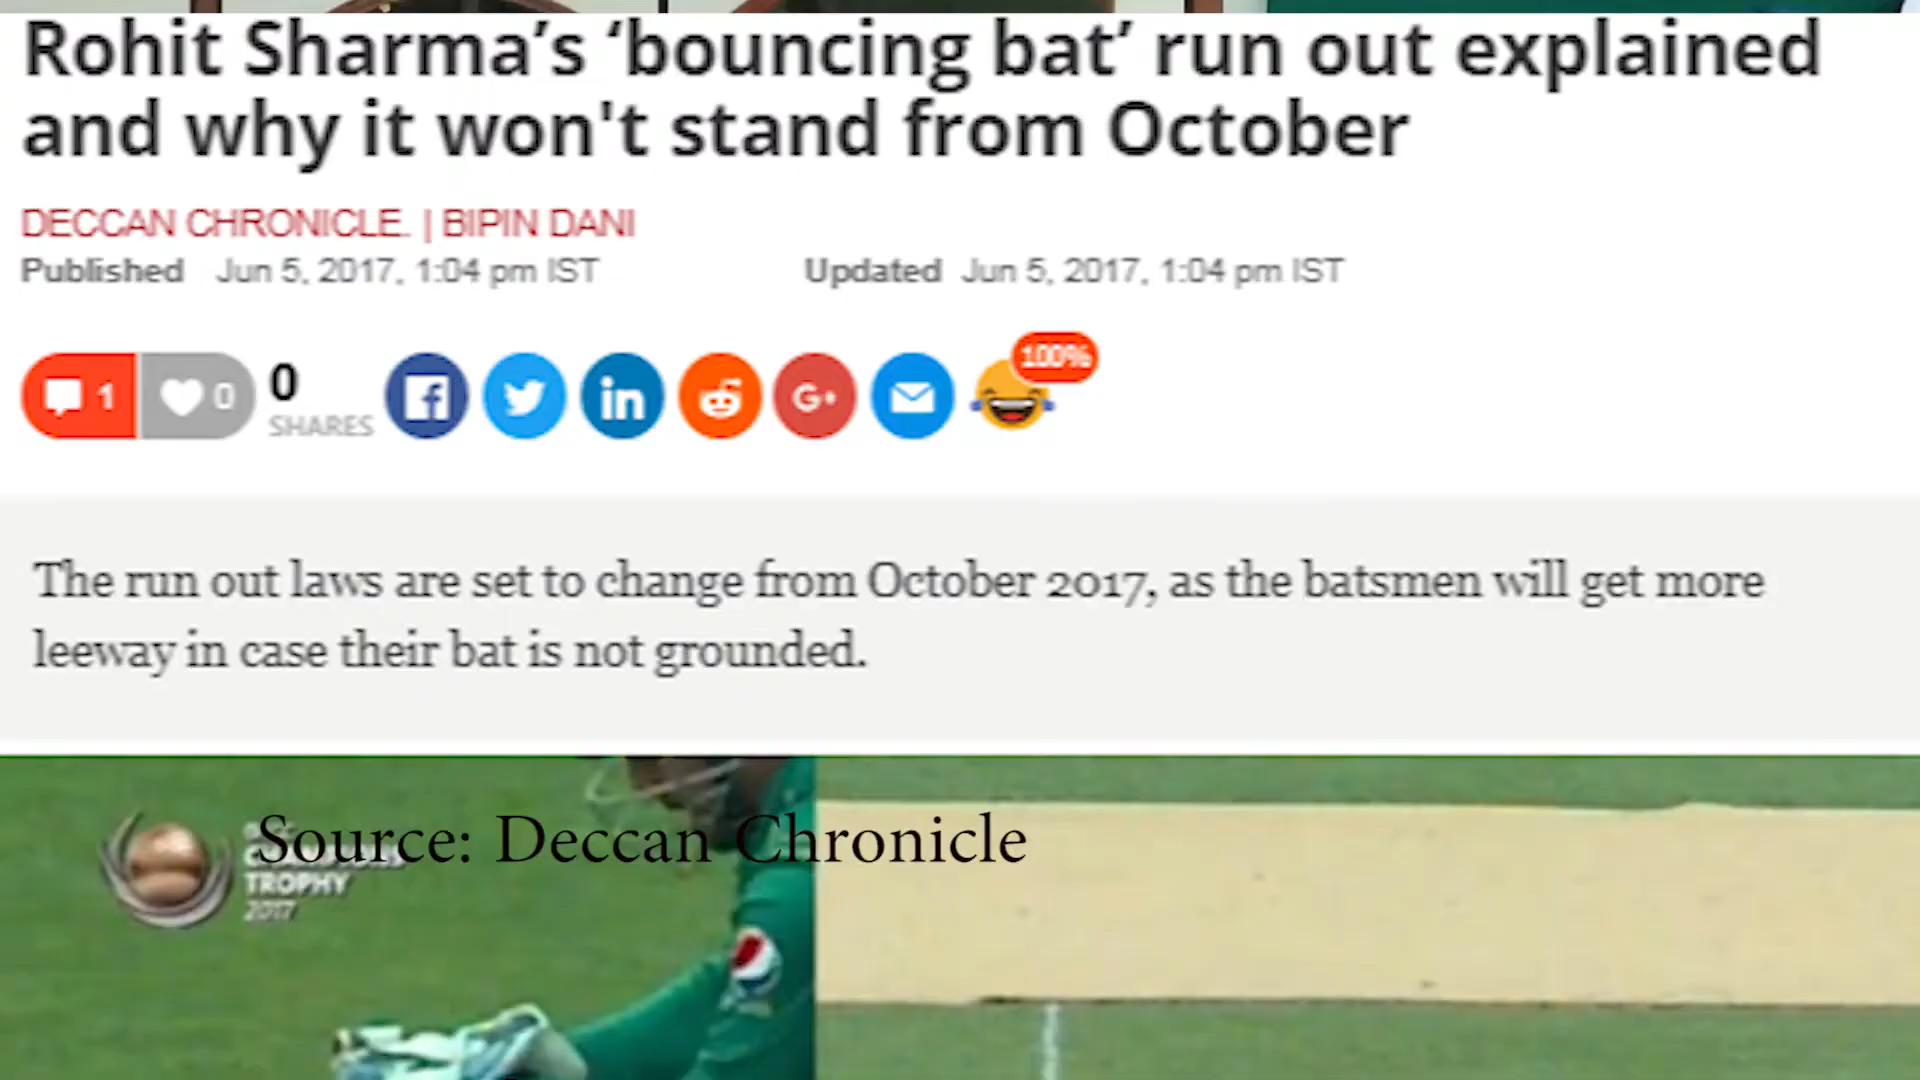 Rohit Sharma’s ‘bouncing bat’ run out explained
and why it won't stand from October
DECCAN CHRONICLE. | BIPIN DANI
Published Jun 5, 2017, 1:04 pm IST Updated Jun 5, 2017, 1:04 pm IST
1 0 0 SHARES in G+ 100%
The run out laws are set to change from October 2017, as the batsmen will get more
leeway in case their bat is not grounded.
Source: Deccan Chronicle
TROPHY
2017